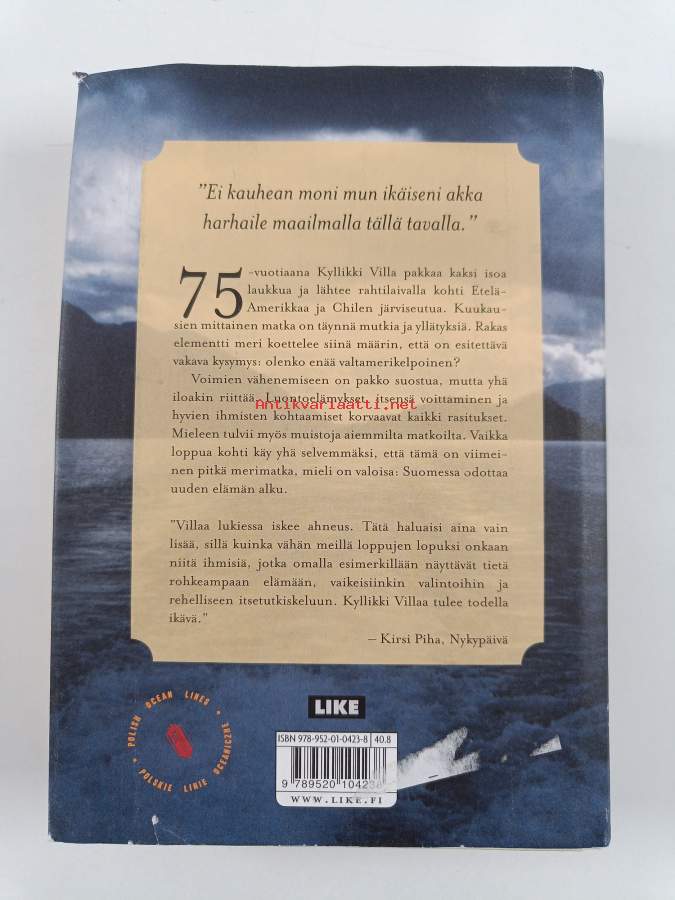 ”Ei kauhean moni mun ikäiseni akka
harhaile maailmalla tällä tavalla.”
75-vuotiaana Kyllikki Villa pakkaa kaksi isoa
laukkua ja lähtee rahtilaivalla kohti Etelä-
Amerikkaa ja Chilen järviseutua. Kuukau-
sien mittainen matka on täynnä mutkia ja yllätyksiä. Rakas
elementti meri koettelee siinä määrin, että on esitettävä
vakava kysymys: olenko enää valtamerikelpoinen?
Voimien vähenemiseen on pakko suostua, mutta yhä
iloakin riittää. Luontoelämykset, itsensä voittaminen ja
Antikvariaatti.net
hyvien ihmisten kohtaamiset korvaavat kaikki rasitukset.
Mieleen tulvii myös muistoja aiemmilta matkoilta. Vaikka
loppua kohti käy yhä selvemmäksi, että tämä on viimei-
nen pitkä merimatka, mieli on valoisa: Suomessa odottaa
uuden elämän alku.
"Villaa lukiessa iskee ahneus. Tätä haluaisi aina vain
lisää, sillä kuinka vähän meillä loppujen lopuksi onkaan
niitä ihmisiä, jotka omalla esimerkillään näyttävät tietä
rohkeampaan elämään, vaikeisiinkin valintoihin ja
rehelliseen itsetutkiskeluun. Kyllikki Villaa tulee todella
ikävä."
– Kirsi Piha, Nykypäivä
POLISH OCEAN LINES
POLSKIE LINIE OCEANICZNE
LIKE
ISBN 978-952-01-0423-8 40.8
9 789520 10423
WWW.LIKE.FI